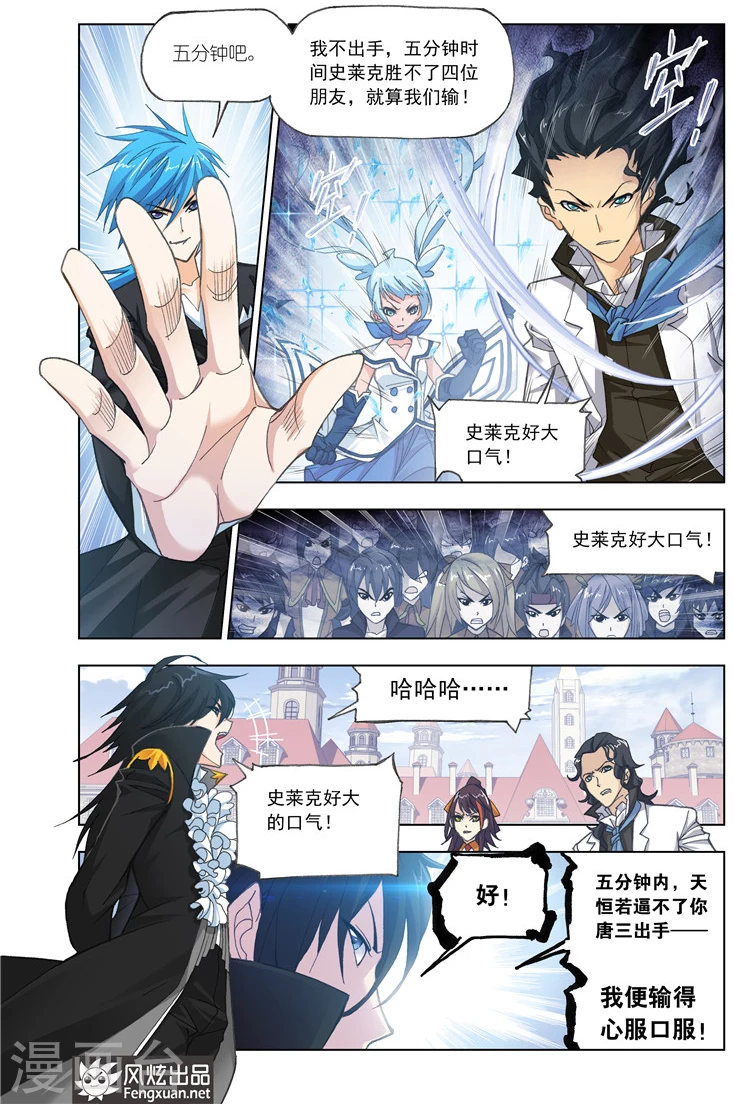 五分钟吧。
我不出手，五分钟时
间史莱克胜不了四位
朋友，就算我们输！
空！
空！
史莱克好大
口气！
史莱克好大口气！
哈哈哈……
史莱克好大
的口气！
好！
五分钟内，天
恒若逼不了你
唐三出手——
我便输得
心服口服！
漫画台
风炫出品
Fengxuan.net